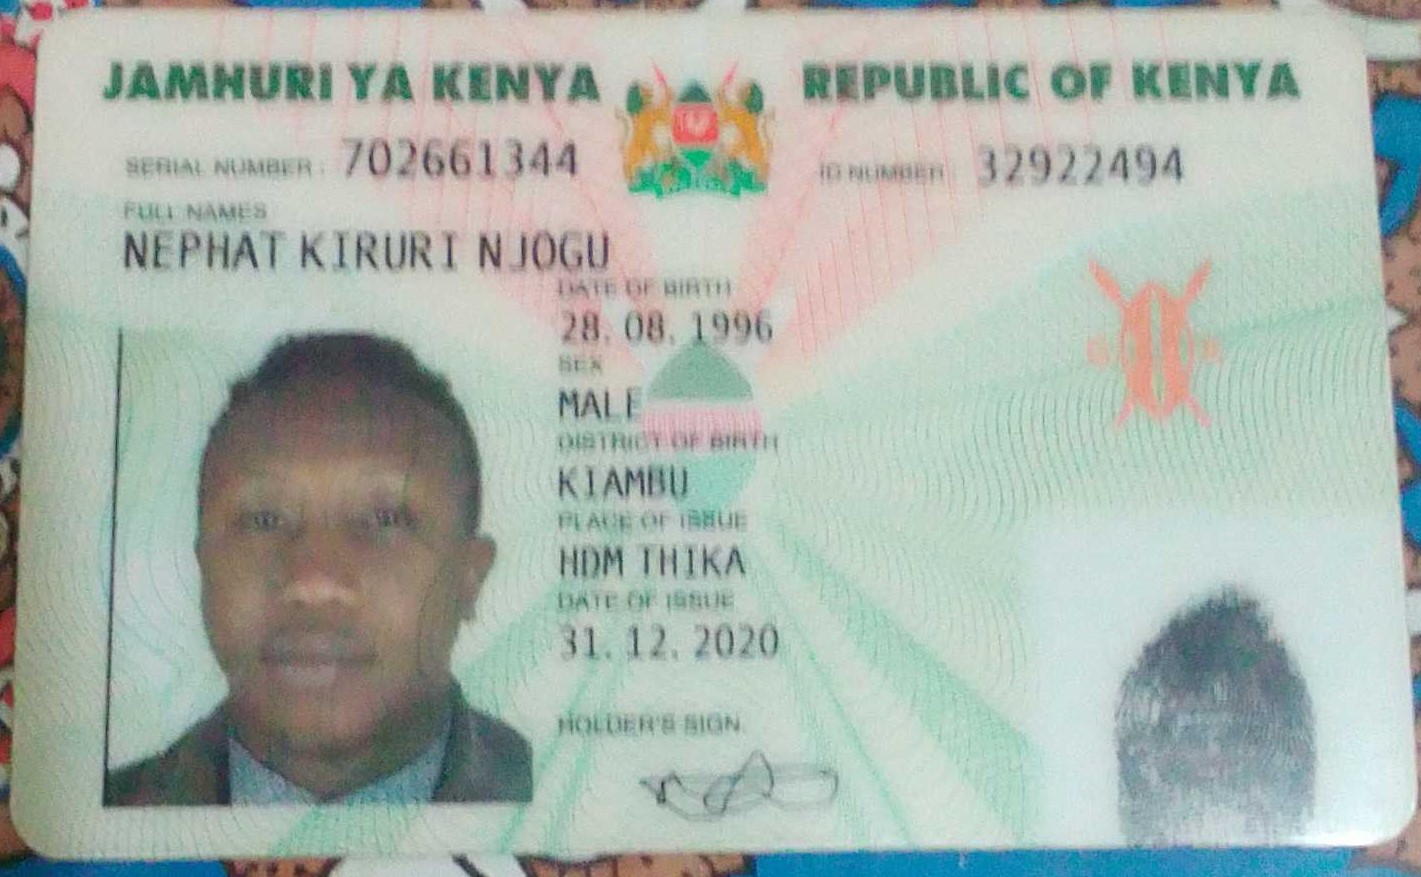 JAMHURI YA KENYA REPUBLIC OF KENYA
SERIAL NUMBER : 702661344 ID NUMBER : 32922494
FULL NAMES
NEPHAT KIRURI NJOGU
DATE OF BIRTH
28. 08. 1996
SEX
MALE
DISTRICT OF BIRTH
KIAMBU
PLACE OF ISSUE
HDM THIKA
DATE OF ISSUE
31. 12. 2020
HOLDER'S SIGN.